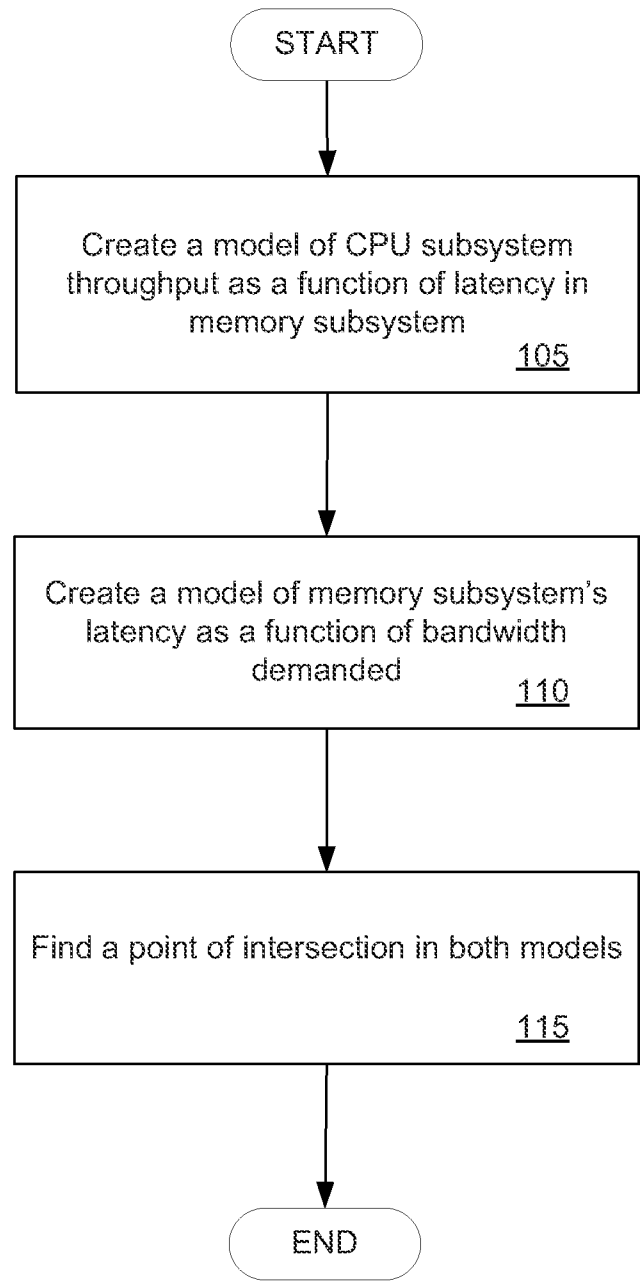 START
Create a model of CPU subsystem
throughput as a function of latency in
memory subsystem
105
Create a model of memory subsystem's
latency as a function of bandwidth
demanded
110
Find a point of intersection in both models
115
END